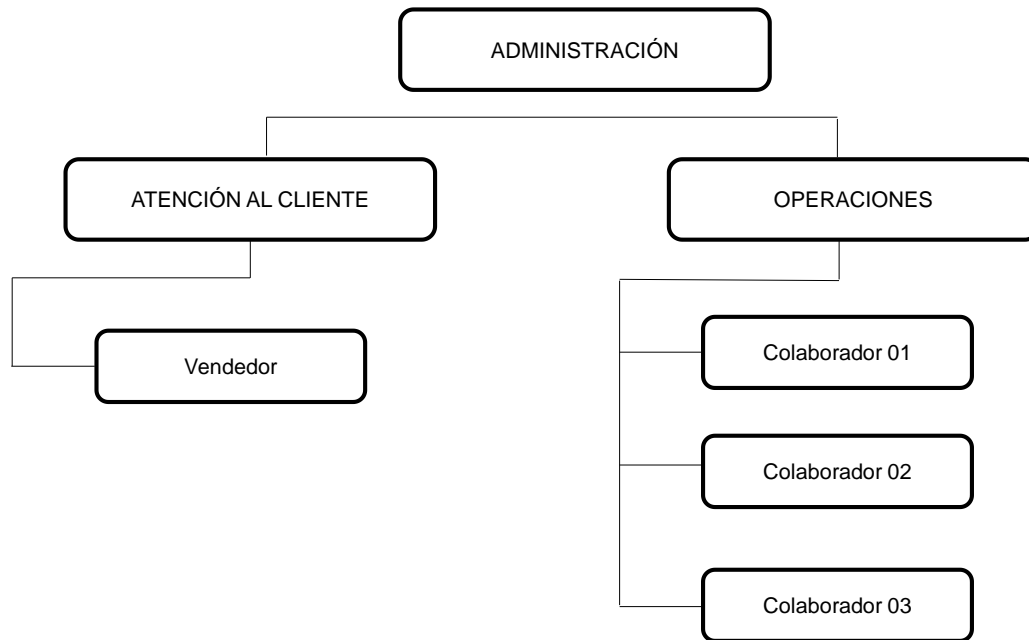 ADMINISTRACIÓN
ATENCIÓN AL CLIENTE
OPERACIONES
Vendedor
Colaborador 01
Colaborador 02
Colaborador 03